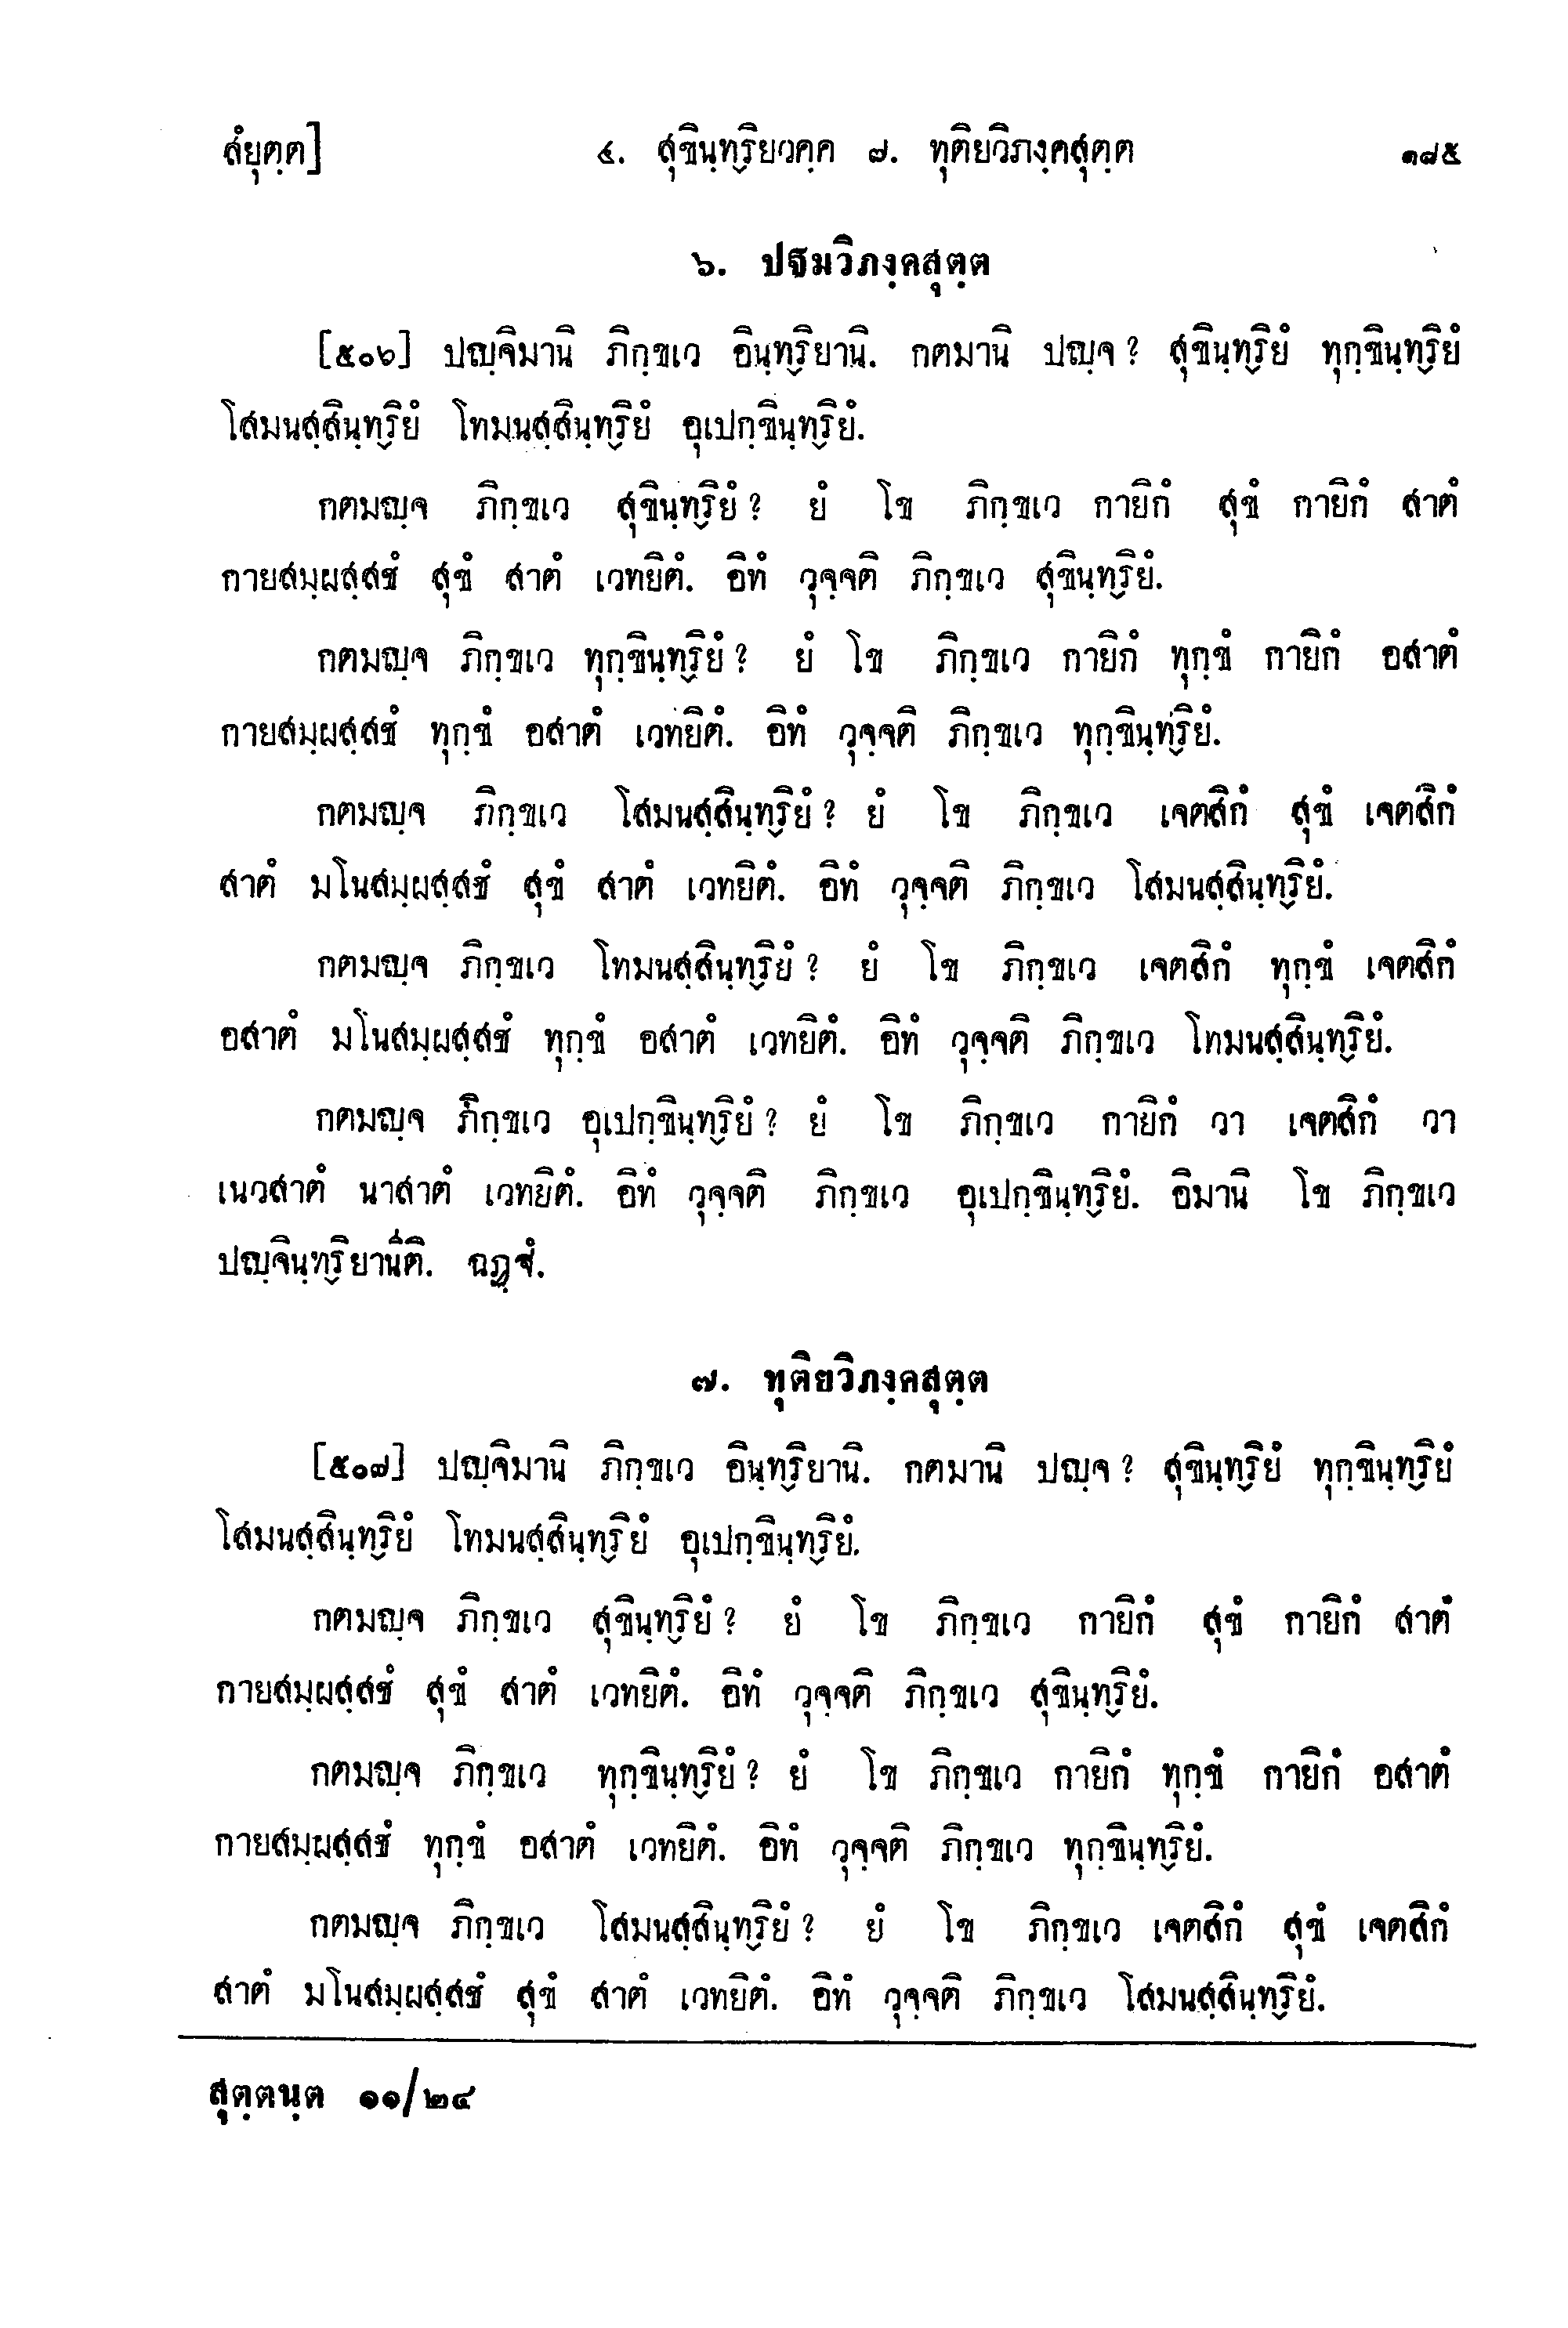 สํยุตฺต]	๔. สุขินฺทฺริยวคฺค ๗. ทุติยวิภงฺคสุตฺต	๑๘๕
๖. ปฐมวิภงฺคสุตฺต
[๕๐๖] ปญฺจิมานิ ภิกฺขเว อินฺทฺริยานิ. กตมานิ ปญฺจ? สุขินฺทฺริยํ ทุกฺขินฺทฺริยํ
โสมนสฺสินฺทฺริยํ โทมนสฺสินฺทฺริยํ อุเปกฺขินฺทฺริยํ.
กตมญฺจ ภิกฺขเว สุขินฺทฺริยํ? ยํ โข ภิกฺขเว กายิกํ สุขํ กายิกํ สาตํ
กายสมฺผสฺสชํ สุขํ สาตํ เวทยิตํ. อิทํ วุจฺจติ ภิกฺขเว สุขินฺทฺริยํ.
กตมญฺจ ภิกฺขเว ทุกฺขินฺทฺริยํ? ยํ โข ภิกฺขเว กายิกํ ทุกฺขํ กายิกํ อสาตํ
กายสมฺผสฺสชํ ทุกฺขํ อสาตํ เวทยิตํ. อิทํ วุจฺจติ ภิกฺขเว ทุกฺขินฺทฺริยํ.
กตมญฺจ ภิกฺขเว โสมนสฺสินฺทฺริยํ? ยํ โข ภิกฺขเว เจตสิกํ สุขํ เจตสิกํ
สาตํ มโนสมฺผสฺสชํ สุขํ สาตํ เวทยิตํ. อิทํ วุจฺจติ ภิกฺขเว โสมนสฺสินฺทฺริยํ.
กตมญฺจ ภิกฺขเว โทมนสฺสินฺทฺริยํ? ยํ โข ภิกฺขเว เจตสิกํ ทุกฺขํ เจตสิกํ
อสาตํ มโนสมฺผสฺสชํ ทุกฺขํ อสาตํ เวทยิตํ. อิทํ วุจฺจติ ภิกฺขเว โทมนสฺสินฺทฺริยํ.
กตมญฺจ ภิกฺขเว อุเปกฺขินฺทฺริยํ? ยํ โข ภิกฺขเว กายิกํ วา เจตสิกํ วา
เนวสาตํ นาสาตํ เวทยิตํ. อิทํ วุจฺจติ ภิกฺขเว อุเปกฺขินฺทฺริยํ. อิมานิ โข ภิกฺขเว
ปญฺจินฺทฺริยานีติ. ฉฏฺฐํ.
๗. ทุติยวิภงฺคสุตฺต
[๕๐๗] ปญฺจิมานิ ภิกฺขเว อินฺทฺริยานิ. กตมานิ ปญฺจ? สุขินฺทฺริยํ ทุกฺขินฺทฺริยํ
โสมนสฺสินฺทฺริยํ โทมนสฺสินฺทฺริยํ อุเปกฺขินฺทฺริยํ.
กตมญฺจ ภิกฺขเว สุขินฺทฺริยํ? ยํ โข ภิกฺขเว กายิกํ สุขํ กายิกํ สาตํ
กายสมฺผสฺสชํ สุขํ สาตํ เวทยิตํ. อิทํ วุจฺจติ ภิกฺขเว สุขินฺทฺริยํ.
กตมญฺจ ภิกฺขเว ทุกฺขินฺทฺริยํ? ยํ โข ภิกฺขเว กายิกํ ทุกฺขํ กายิกํ อสาตํ
กายสมฺผสฺสชํ ทุกฺขํ อสาตํ เวทยิตํ. อิทํ วุจฺจติ ภิกฺขเว ทุกฺขินฺทฺริยํ.
กตมญฺจ ภิกฺขเว โสมนสฺสินฺทฺริยํ? ยํ โข ภิกฺขเว เจตสิกํ สุขํ เจตสิกํ
สาตํ มโนสมฺผสฺสชํ สุขํ สาตํ เวทยิตํ. อิทํ วุจฺจติ ภิกฺขเว โสมนสฺสินฺทฺริยํ.
สุตฺตนฺต ๑๑/๒๔